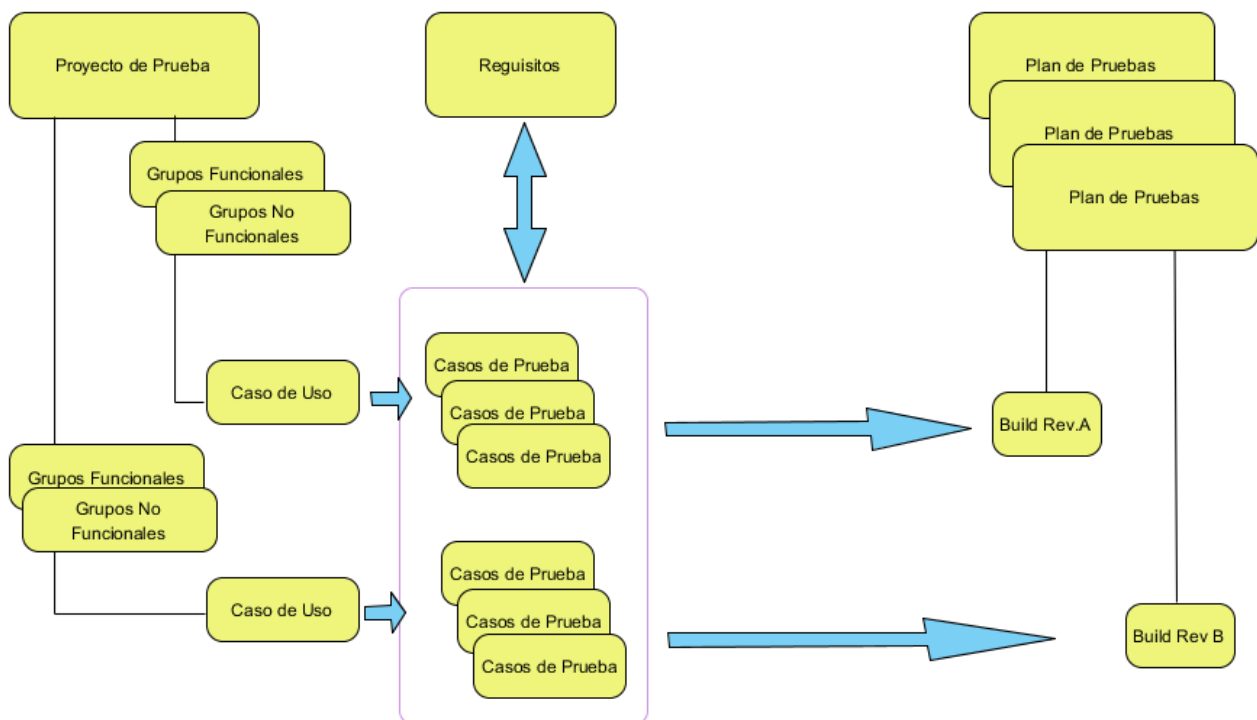 Proyecto de Prueba
Reguisitos
Plan de Pruebas
Plan de Pruebas
Plan de Pruebas
Grupos Funcionales
Grupos No
Funcionales
Caso de Uso
Casos de Prueba
Casos de Prueba
Casos de Prueba
Build Rev.A
Grupos Funcionales
Grupos No
Funcionales
Caso de Uso
Casos de Prueba
Casos de Prueba
Casos de Prueba
Build Rev B